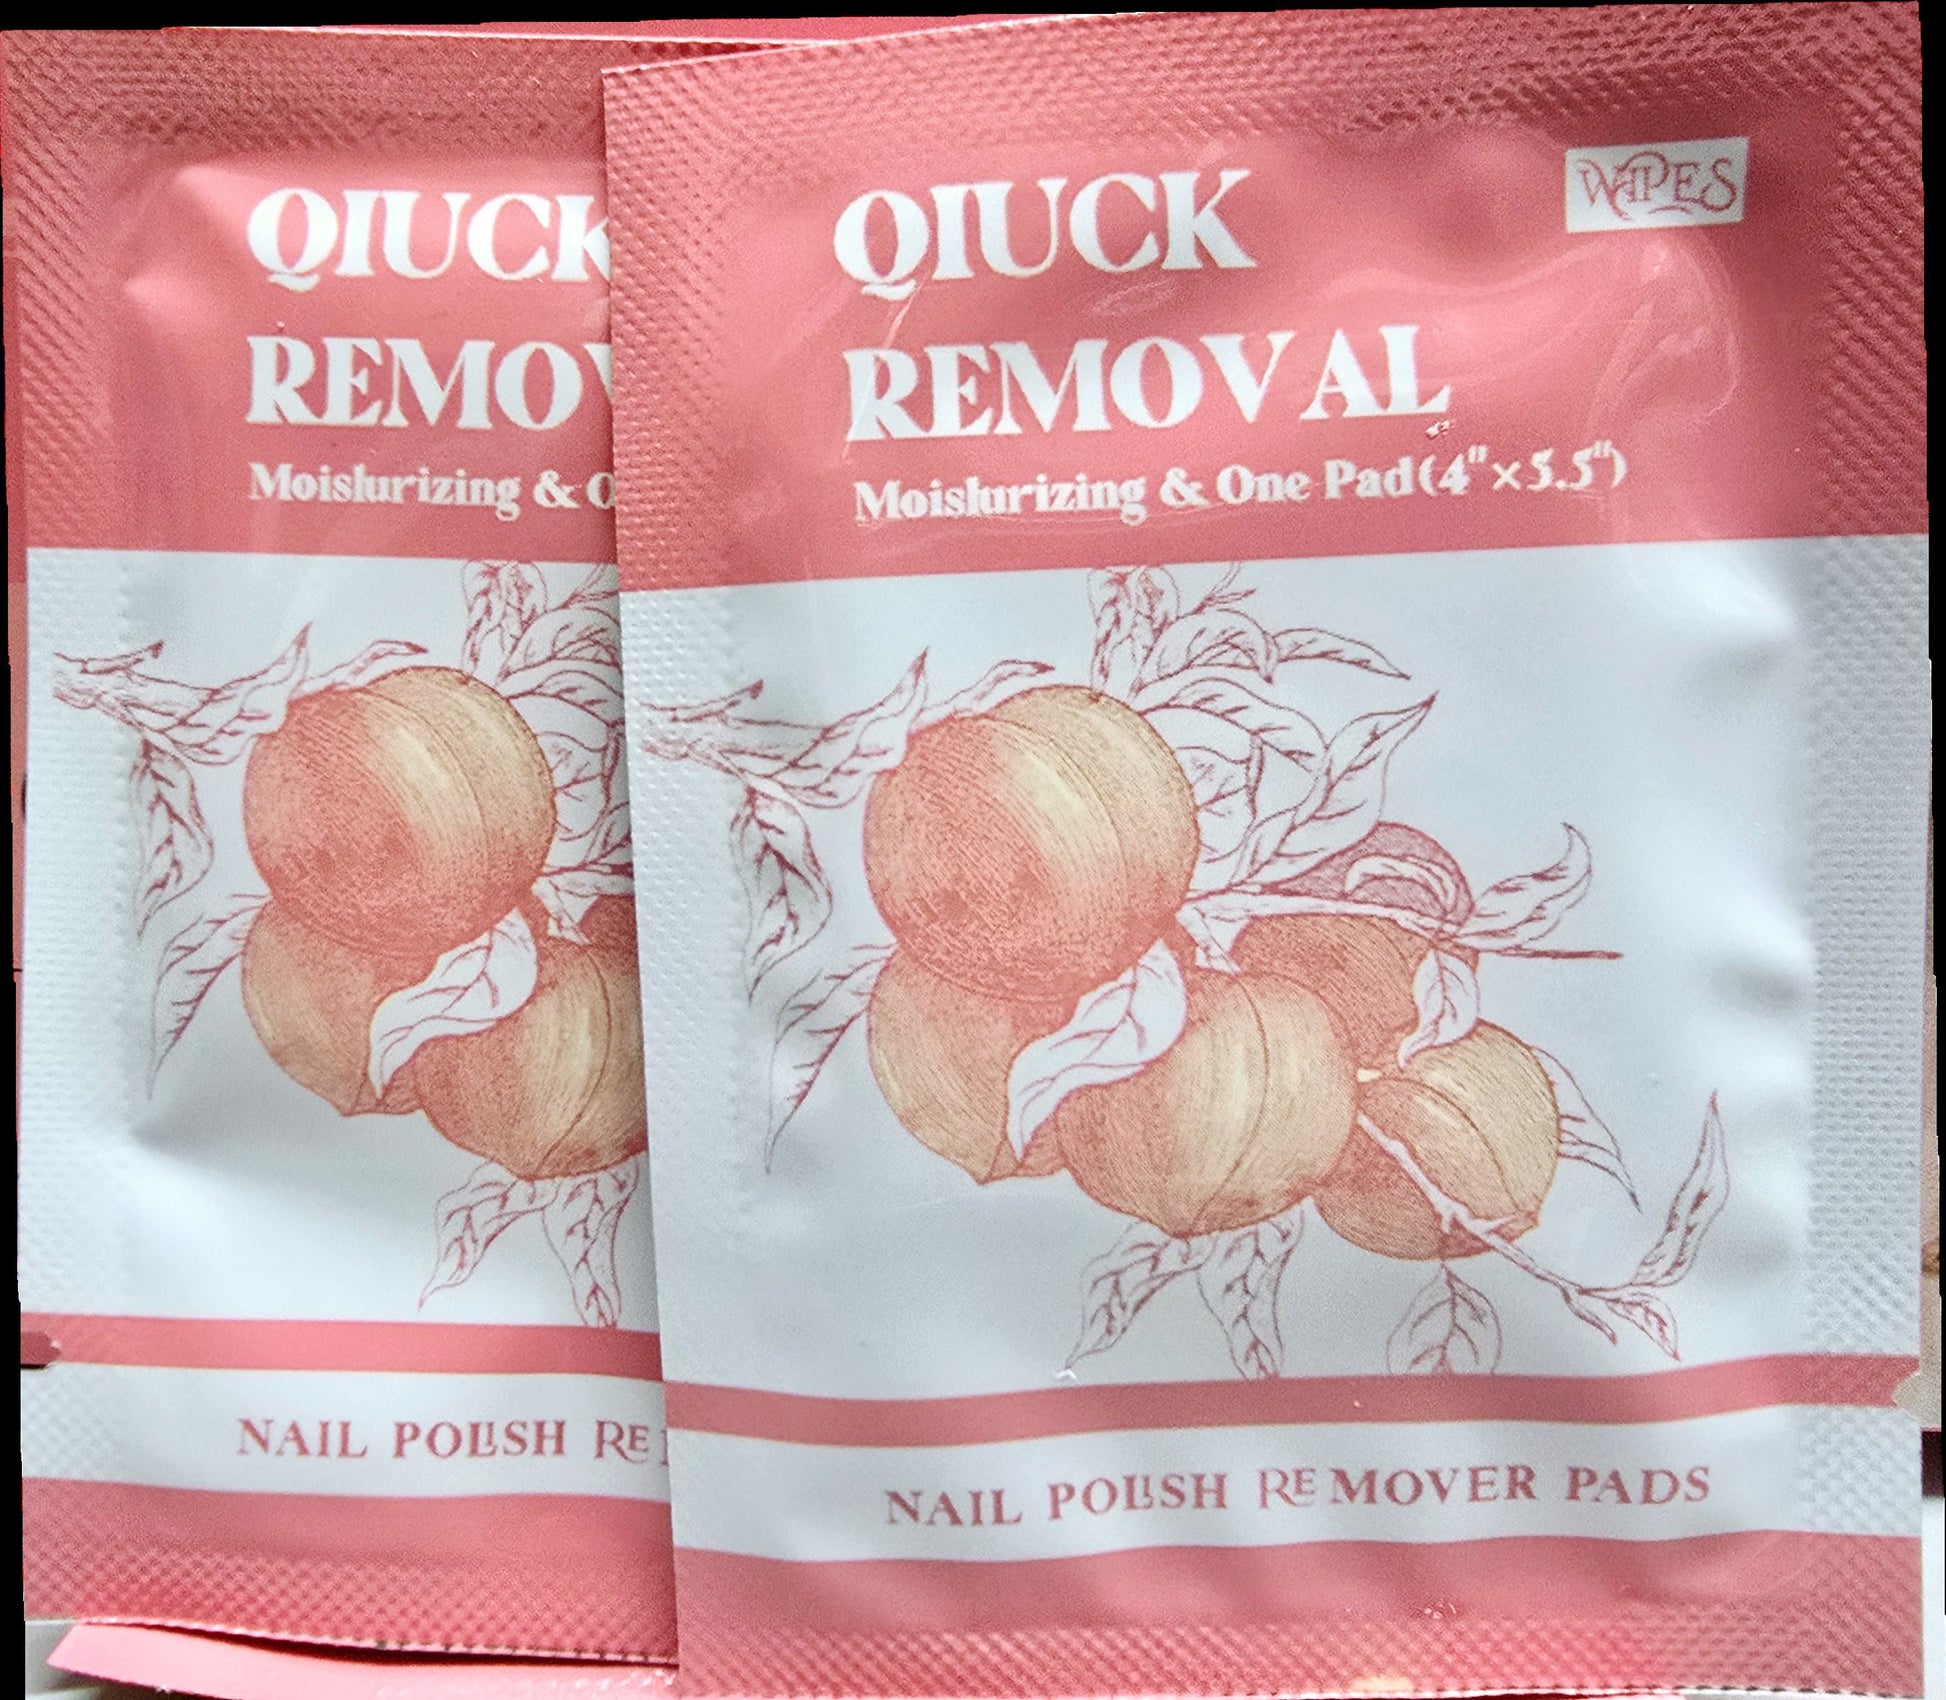 QIUCK
REMOV
Moislurizing & O
NAIL POLISH RE
QIUCK
REMOVAL
WIPES
Moislurizing & One Pad(4"×5.5")
NAIL POLISH REMOVER PADS